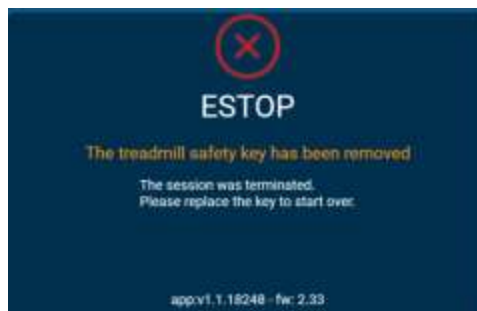 ESTOP
The treadmill safety key has been removed
The session was terminated.
Please replace the key to start over.
app:v1.1.18248 - fw: 2.33